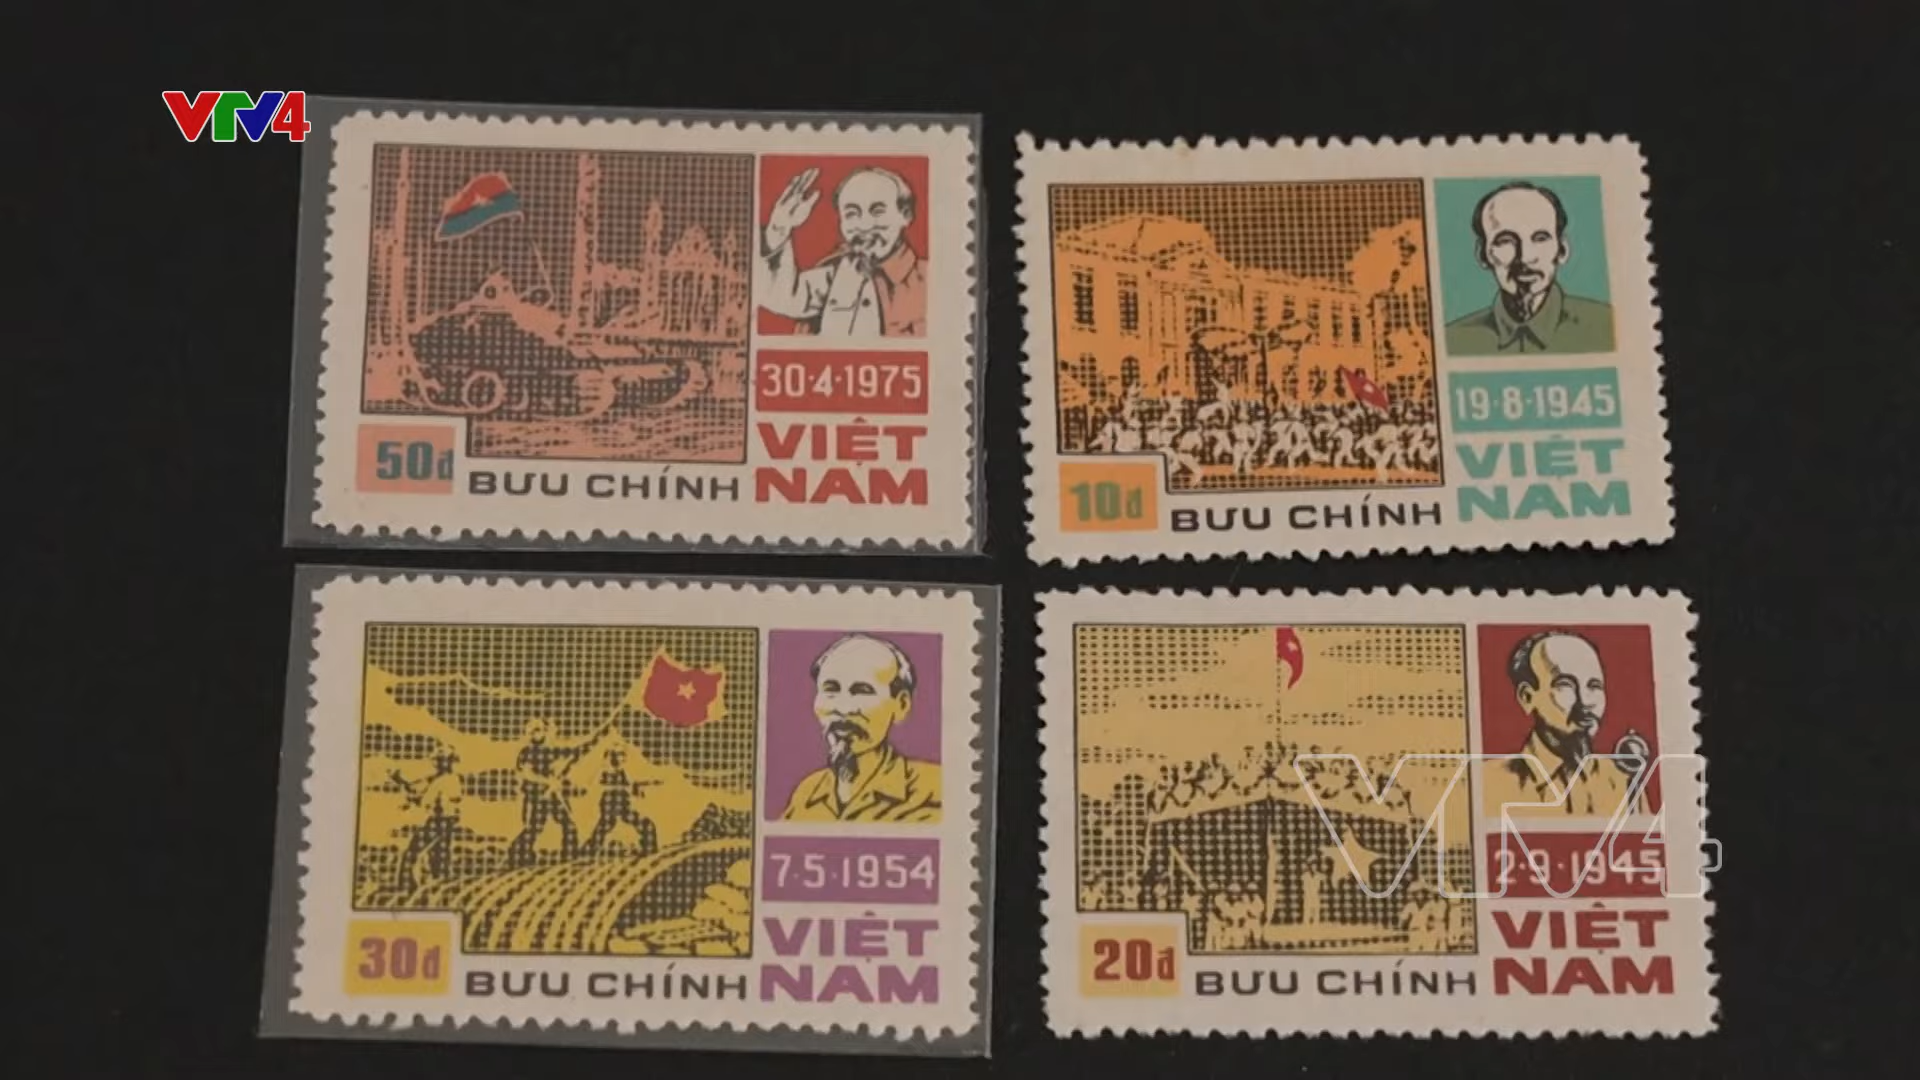 VTV4
30·4·1975
VIỆT
NAM
50đ
BƯU CHÍNH
19·8·1945
VIỆT
NAM
10đ
BƯU CHÍNH
7·5·1954
VIỆT
NAM
30đ
BƯU CHÍNH
2·9·1945
VIỆT
NAM
20đ
BƯU CHÍNH
VTV4